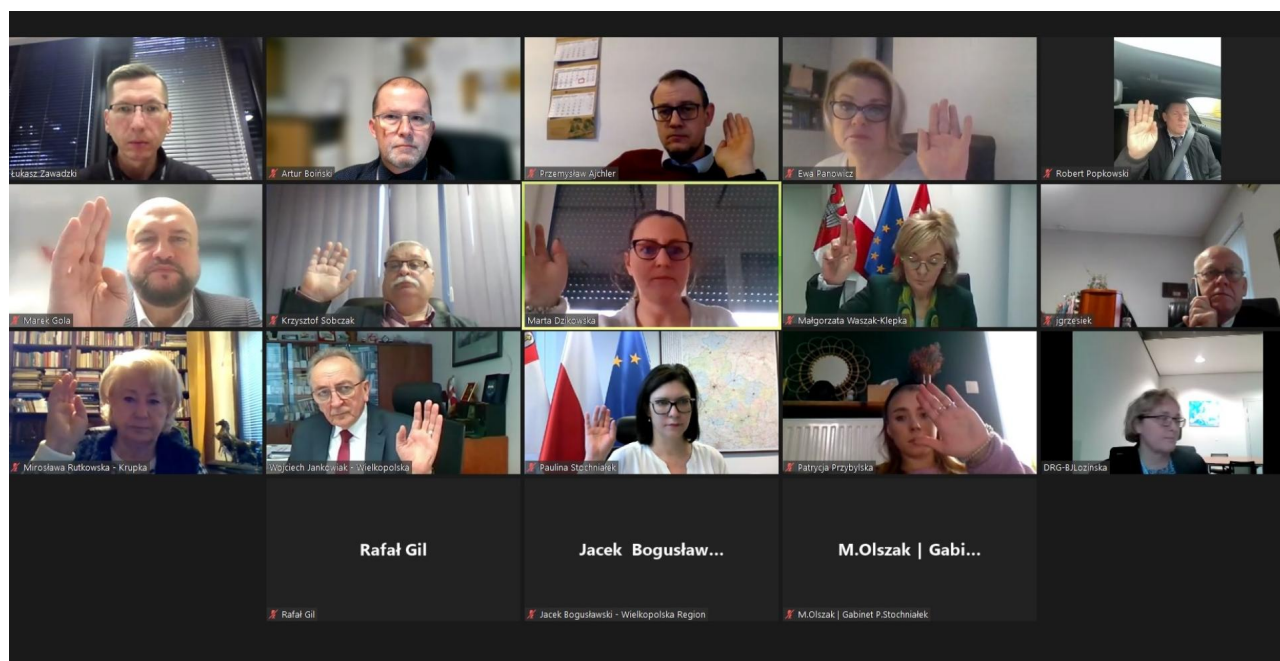 Łukasz Zawadzki
Artur Boiński
Przemysław Ajchler
Ewa Panowicz
Robert Popkowski
Marek Gola
Krzysztof Sobczak
Marta Dzikowska
Małgorzata Waszak-Klepka
jgrzesiek
Mirosława Rutkowska - Krupka
Wojciech Jankowiak - Wielkopolska
Paulina Stochniałek
Patrycja Przybylska
DRG-BJLozinska
Rafał Gil
Jacek Bogusław...
M.Olszak | Gabi...
Rafał Gil
Jacek Bogusławski - Wielkopolska Region
M.Olszak | Gabinet P.Stochniałek